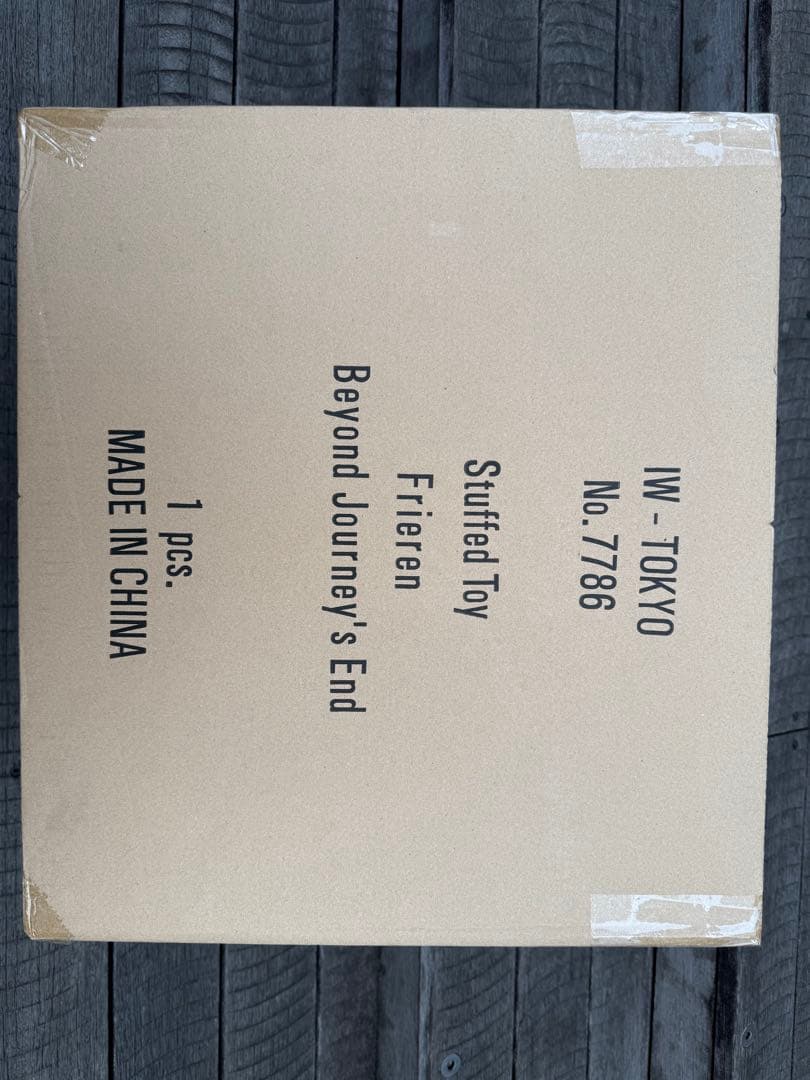 IW - TOKYO
No. 7786
Stuffed Toy
Frieren
Beyond Journey's End
1 pcs.
MADE IN CHINA